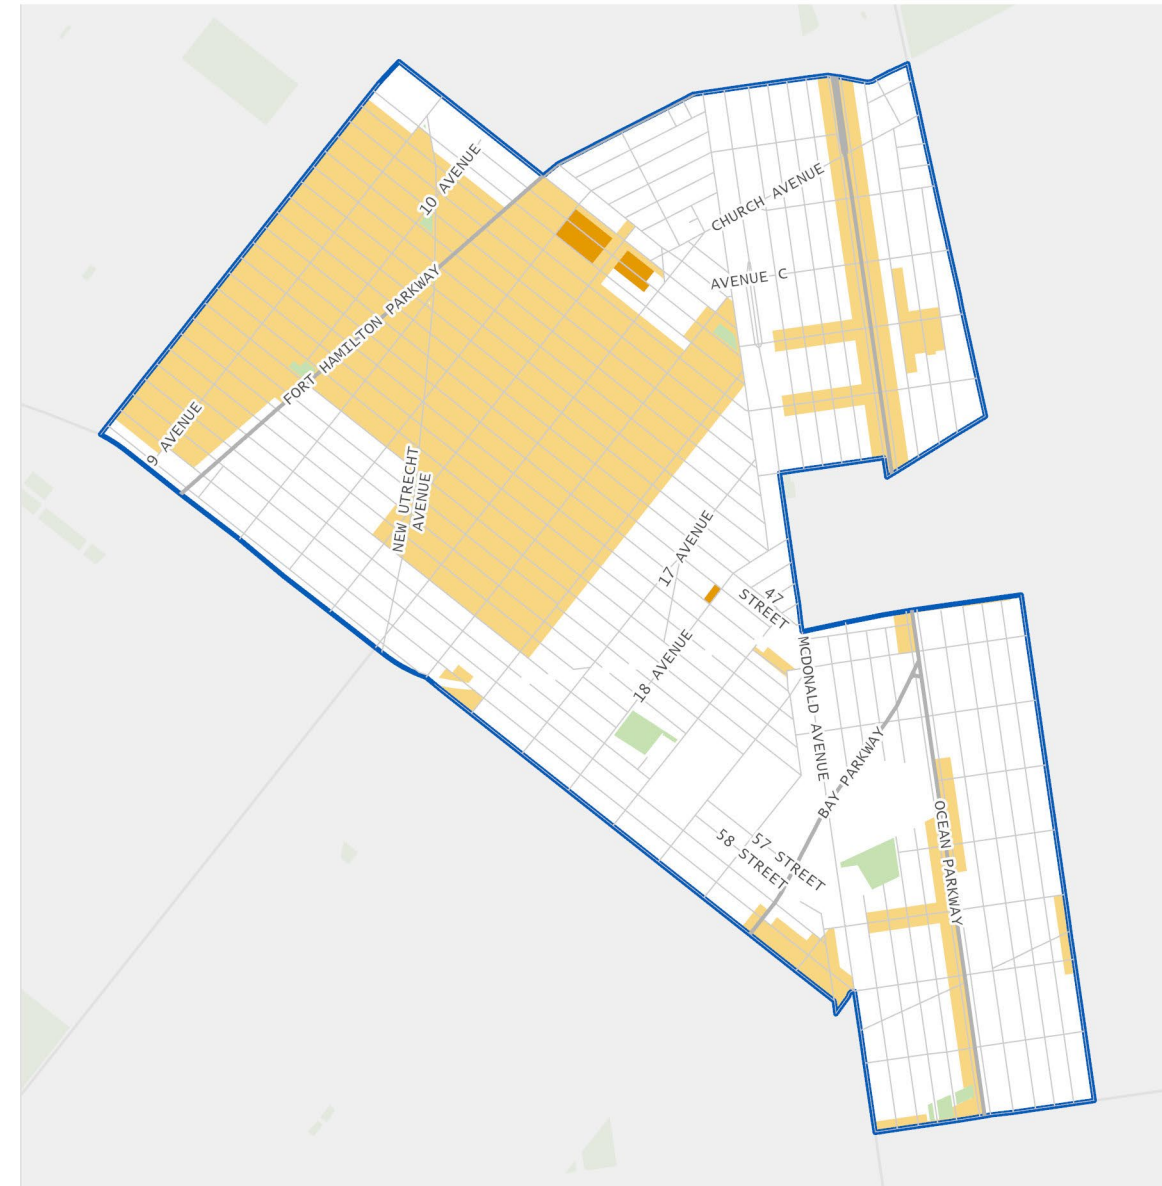 10 AVENUE
CHURCH AVENUE
AVENUE C
FORT HAMILTON PARKWAY
9 AVENUE
NEW UTRECHT
AVENUE
17 AVENUE
47
STREET
18 AVENUE
MCDONALD AVENUE
BAY PARKWAY
OCEAN PARKWAY
57 STREET
58 STREET